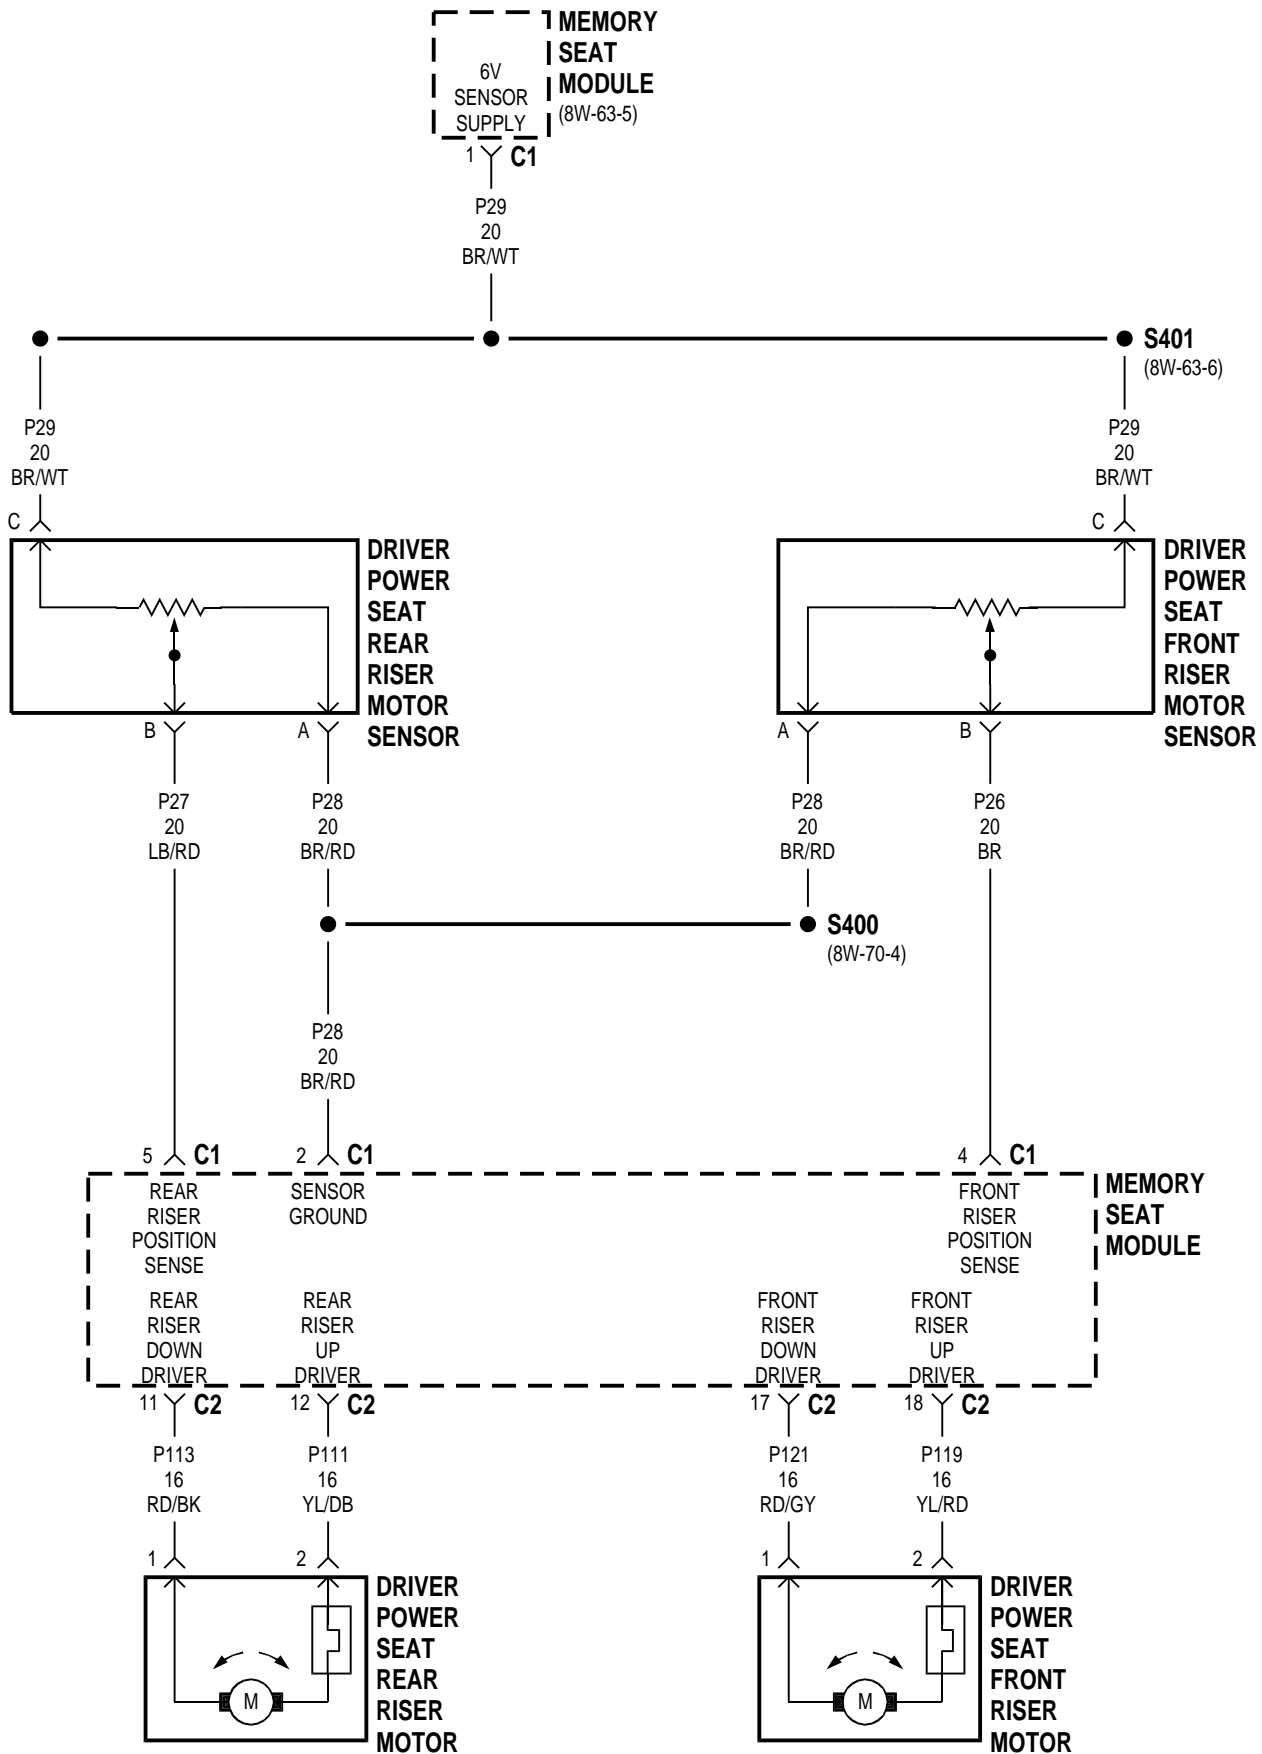 MEMORY
SEAT
MODULE
(8W-63-5)
6V
SENSOR
SUPPLY
1 C1
P29
20
BR/WT
S401
(8W-63-6)
P29
20
BR/WT
P29
20
BR/WT
C
C
DRIVER
POWER
SEAT
REAR
RISER
MOTOR
SENSOR
DRIVER
POWER
SEAT
FRONT
RISER
MOTOR
SENSOR
B
A
A
B
P27
20
LB/RD
P28
20
BR/RD
P28
20
BR/RD
P26
20
BR
S400
(8W-70-4)
P28
20
BR/RD
5 C1
2 C1
4 C1
REAR
RISER
POSITION
SENSE
SENSOR
GROUND
FRONT
RISER
POSITION
SENSE
MEMORY
SEAT
MODULE
REAR
RISER
DOWN
DRIVER
REAR
RISER
UP
DRIVER
FRONT
RISER
DOWN
DRIVER
FRONT
RISER
UP
DRIVER
11 C2
12 C2
17 C2
18 C2
P113
16
RD/BK
P111
16
YL/DB
P121
16
RD/GY
P119
16
YL/RD
1
2
1
2
M
DRIVER
POWER
SEAT
REAR
RISER
MOTOR
M
DRIVER
POWER
SEAT
FRONT
RISER
MOTOR